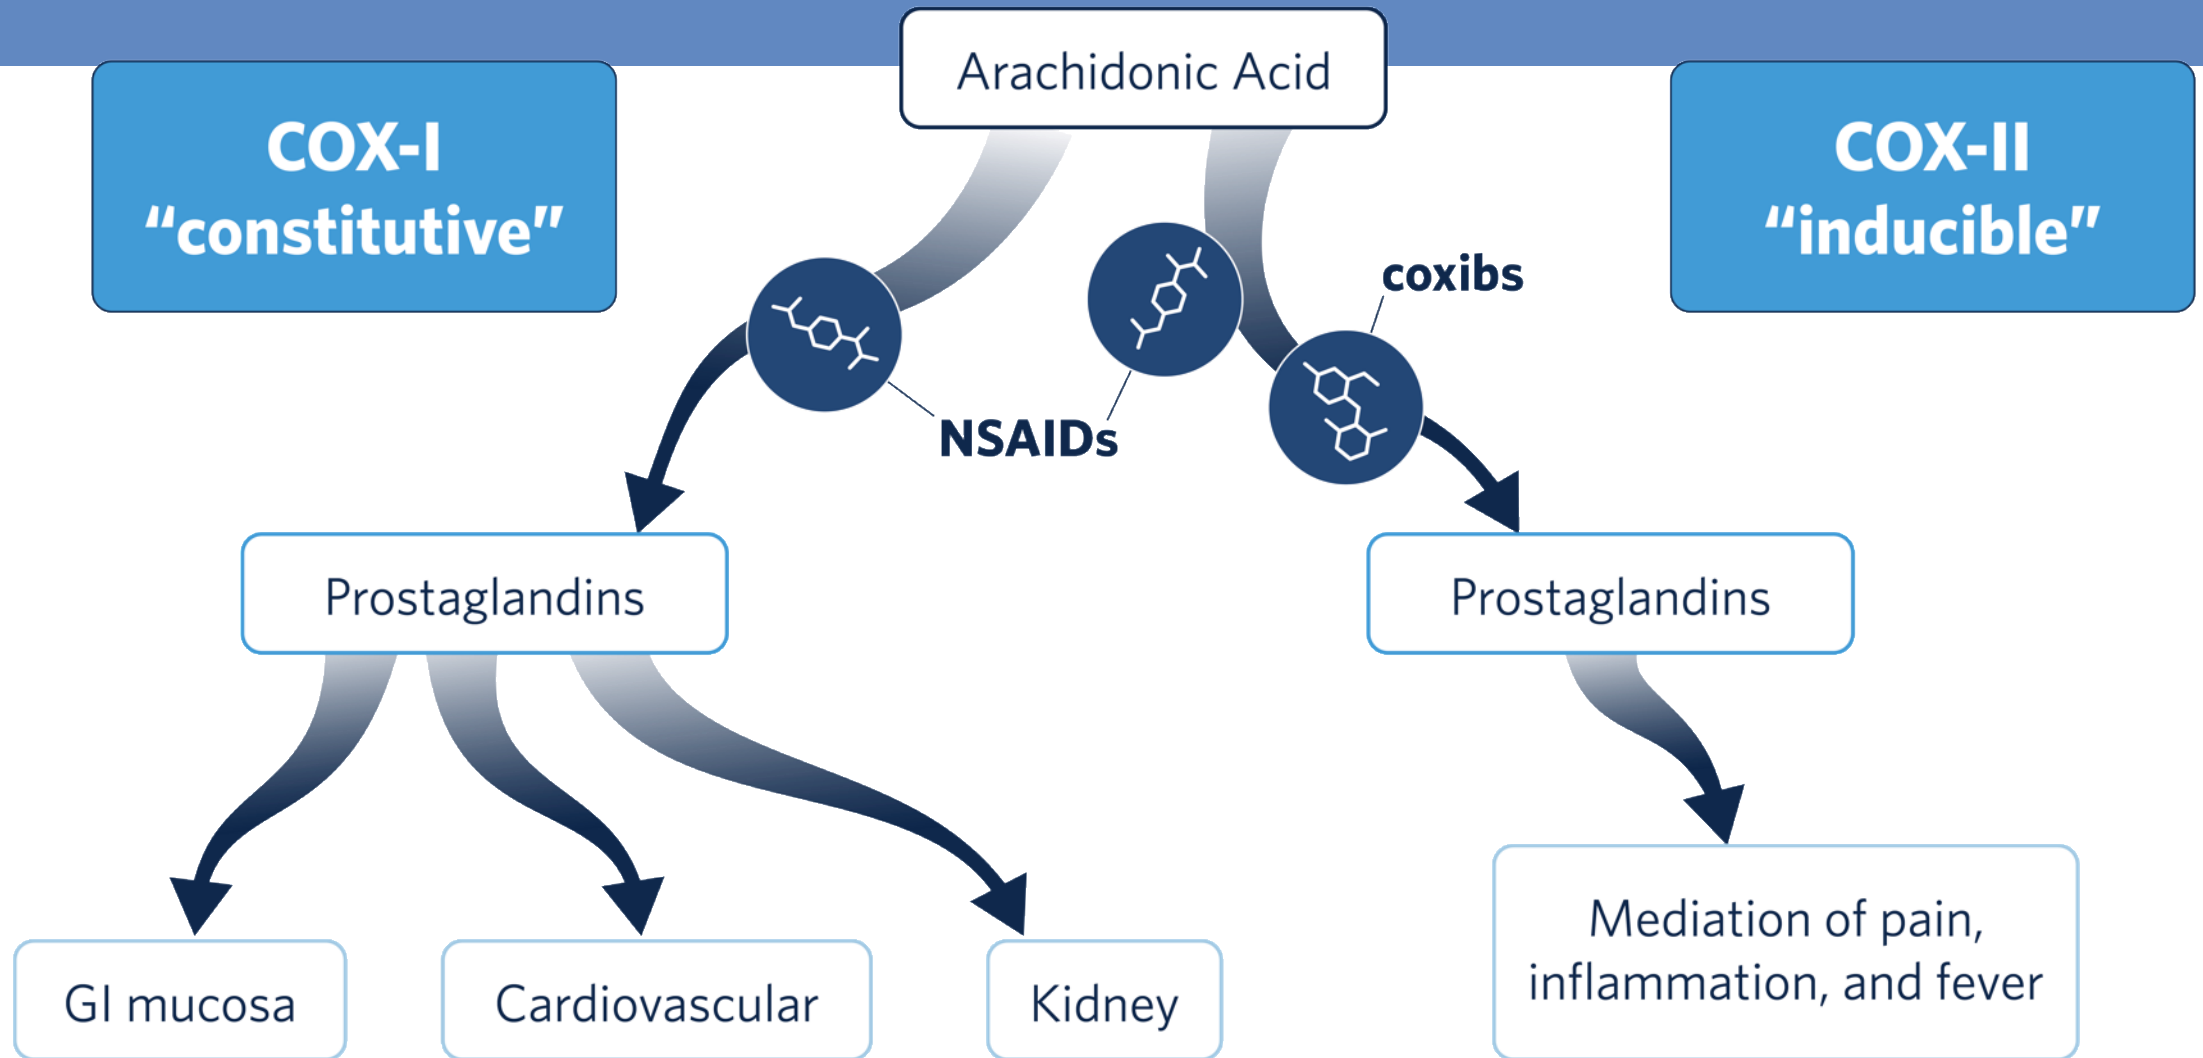 Arachidonic Acid
COX-I
“constitutive”
COX-II
“inducible”
coxibs
NSAIDs
Prostaglandins
Prostaglandins
GI mucosa
Cardiovascular
Kidney
Mediation of pain,
inflammation, and fever